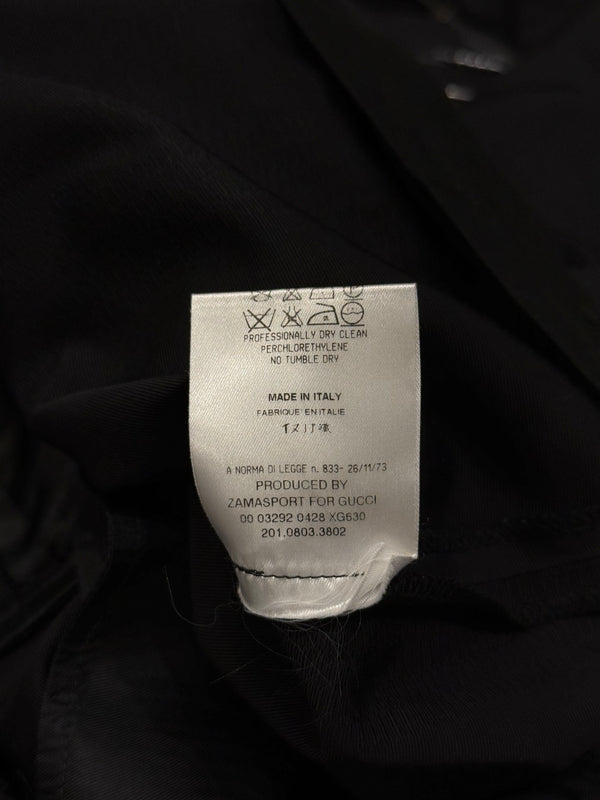 PROFESSIONALLY DRY CLEAN
PERCHLORETHYLENE
NO TUMBLE DRY
MADE IN ITALY
FABRIQUE' EN ITALIE
A NORMA DI LEGGE n. 833- 26/11/73
PRODUCED BY
ZAMASPORT FOR GUCCI
00 03292 0428 XG630
201.0803.3802